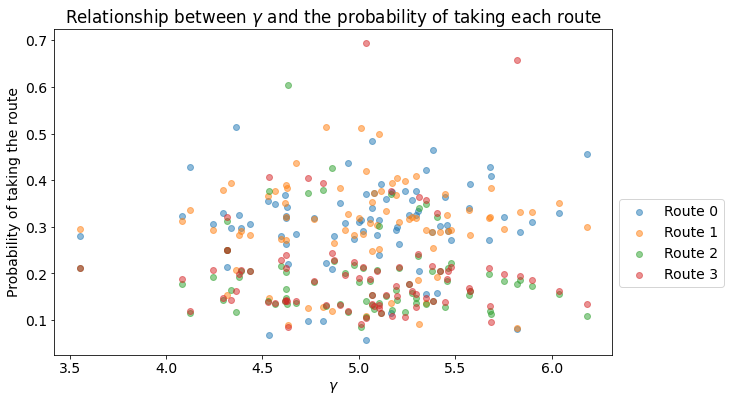 Relationship between γ and the probability of taking each route
Probability of taking the route
0.7
0.6
0.5
0.4
0.3
0.2
0.1
3.5 4.0 4.5 5.0 5.5 6.0
γ
Route 0
Route 1
Route 2
Route 3